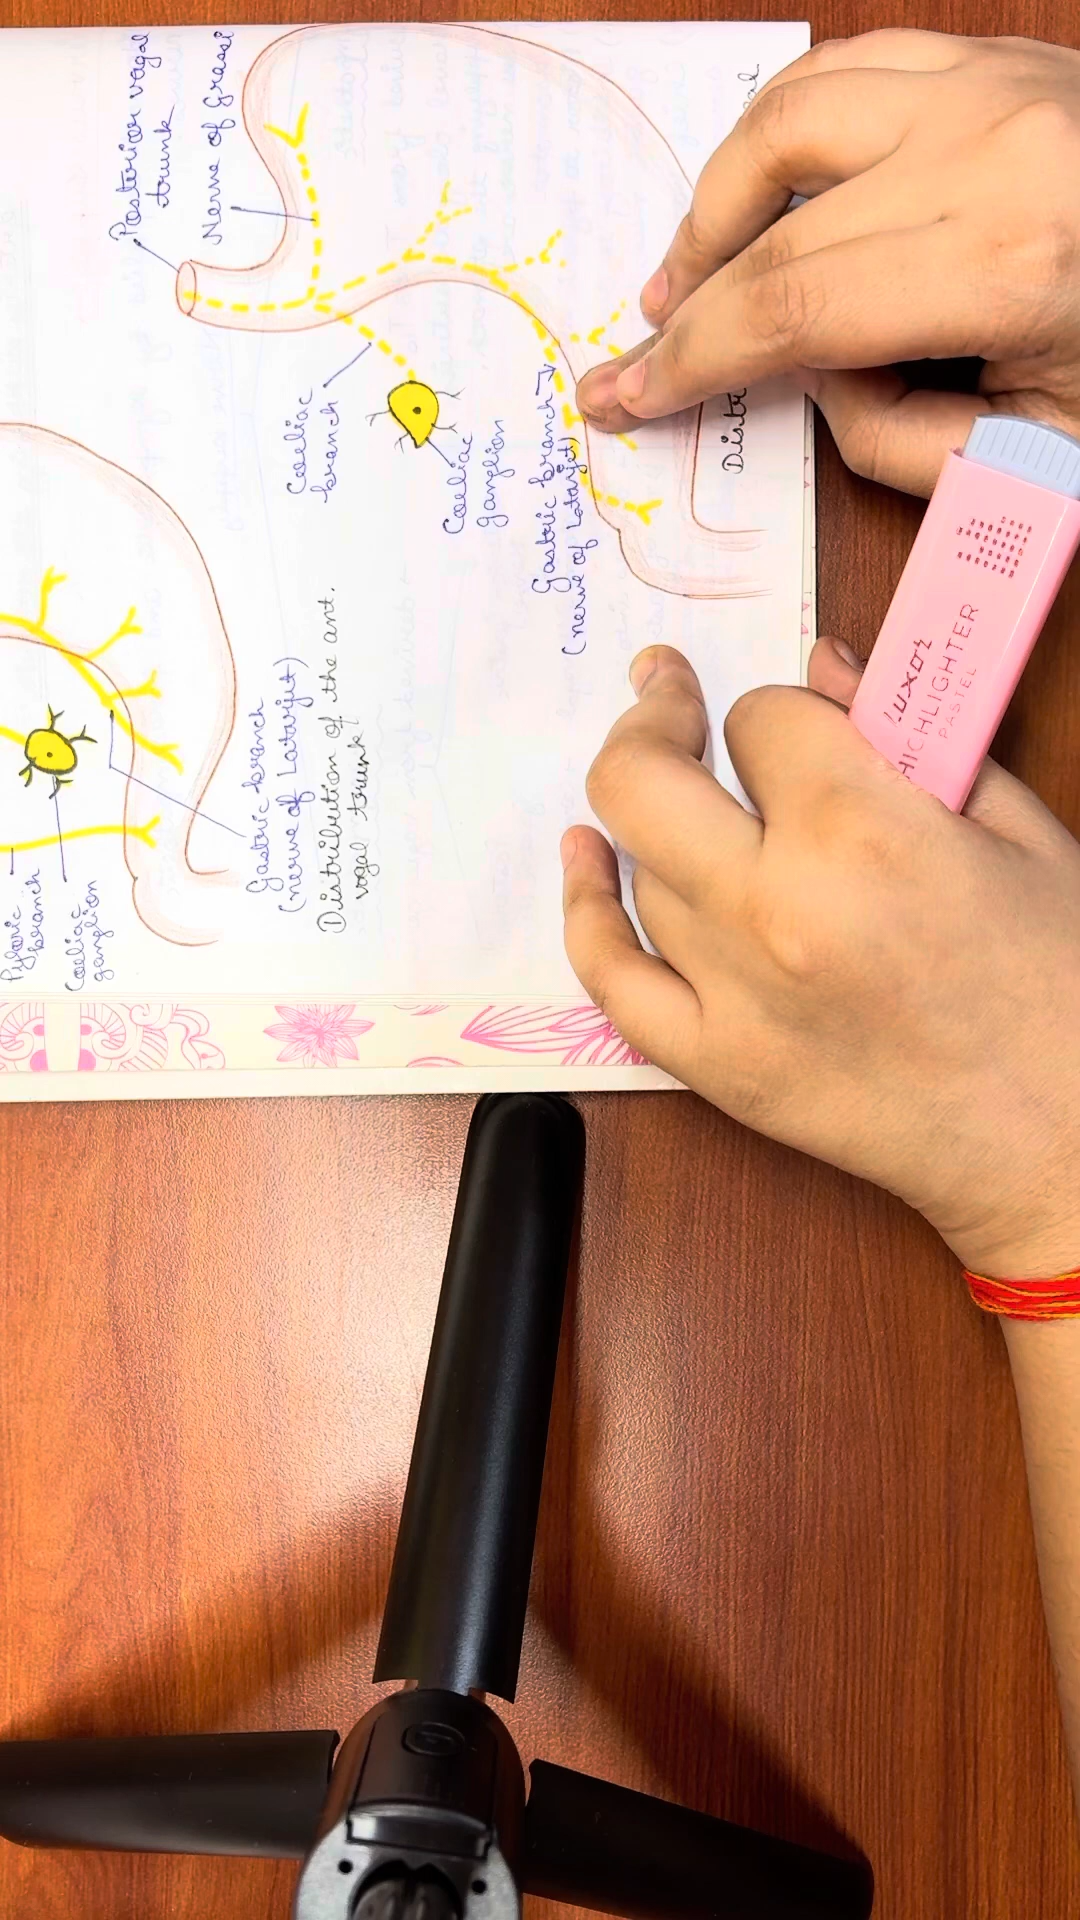 Pyloric
branch
Coeliac
ganglion
Gastric branch
(nerve of Latarjet)
Distribution of the ant.
vagal trunk
Posterior vagal
trunk
Nerve of Grassi
Coeliac
branch
Coeliac
ganglion
Gastric branch
(nerve of Latarjet)
Luxor
HIGHLIGHTER
PASTEL